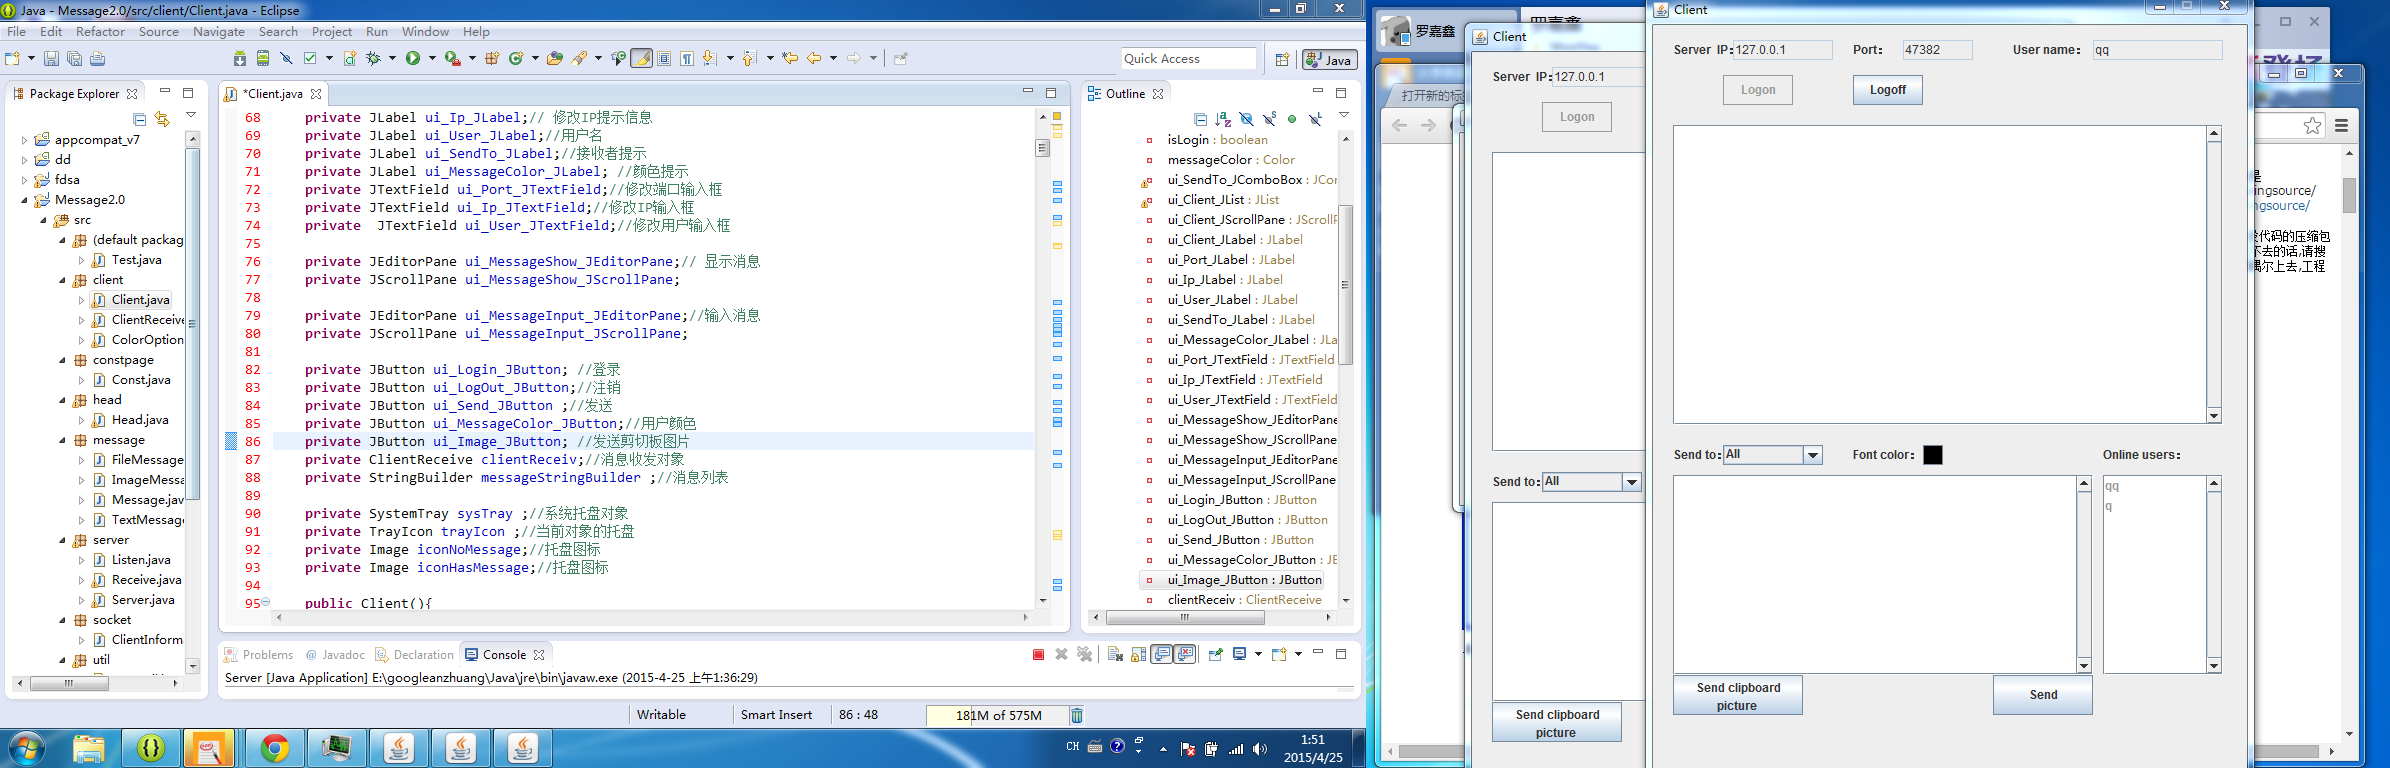 Java - Message2.0/src/client/Client.java - Eclipse
File Edit Refactor Source Navigate Search Project Run Window Help
Quick Access
Java
Package Explorer
appcompat_v7
dd
fdsa
Message2.0
src
(default packag
Test.java
client
Client.java
ClientReceive
ColorOption
constpage
Const.java
head
Head.java
message
FileMessage
ImageMessa
Message.jav
TextMessage
server
Listen.java
Receive.java
Server.java
socket
ClientInform
util
*Client.java
68 private JLabel ui_Ip_JLabel;// 修改IP提示信息
69 private JLabel ui_User_JLabel;//用户名
70 private JLabel ui_SendTo_JLabel;//接收者提示
71 private JLabel ui_MessageColor_JLabel; //颜色提示
72 private JTextField ui_Port_JTextField;//修改端口输入框
73 private JTextField ui_Ip_JTextField;//修改IP输入框
74 private  JTextField ui_User_JTextField;//修改用户输入框
75
76 private JEditorPane ui_MessageShow_JEditorPane;// 显示消息
77 private JScrollPane ui_MessageShow_JScrollPane;
78
79 private JEditorPane ui_MessageInput_JEditorPane;//输入消息
80 private JScrollPane ui_MessageInput_JScrollPane;
81
82 private JButton ui_Login_JButton; //登录
83 private JButton ui_LogOut_JButton;//注销
84 private JButton ui_Send_JButton ;//发送
85 private JButton ui_MessageColor_JButton;//用户颜色
86 private JButton ui_Image_JButton; //发送剪切板图片
87 private ClientReceive clientReceiv;//消息收发对象
88 private StringBuilder messageStringBuilder ;//消息列表
89
90 private SystemTray sysTray ;//系统托盘对象
91 private TrayIcon trayIcon ;//当前对象的托盘
92 private Image iconNoMessage;//托盘图标
93 private Image iconHasMessage;//托盘图标
94
95 public Client(){
Outline
isLogin : boolean
messageColor : Color
ui_SendTo_JComboBox : JCor
ui_Client_JList : JList
ui_Client_JScrollPane : JScrollF
ui_Client_JLabel : JLabel
ui_Port_JLabel : JLabel
ui_Ip_JLabel : JLabel
ui_User_JLabel : JLabel
ui_SendTo_JLabel : JLabel
ui_MessageColor_JLabel : JLa
ui_Port_JTextField : JTextField
ui_Ip_JTextField : JTextField
ui_User_JTextField : JTextField
ui_MessageShow_JEditorPane
ui_MessageShow_JScrollPane
ui_MessageInput_JEditorPane
ui_MessageInput_JScrollPane
ui_Login_JButton : JButton
ui_LogOut_JButton : JButton
ui_Send_JButton : JButton
ui_MessageColor_JButton : JE
ui_Image_JButton : JButton
clientReceiv : ClientReceive
Problems @ Javadoc Declaration Console
Server [Java Application] E:\googleanzhuang\Java\jre\bin\javaw.exe (2015-4-25 上午1:36:29)
Writable Smart Insert 86 : 48 181M of 575M
CH
1:51
2015/4/25
罗嘉鑫
打开新的标
Client
Server IP:127.0.0.1
Logon
Send to: All
Send clipboard
picture
Client
Server IP:127.0.0.1 Port: 47382 User name: qq
Logon Logoff
Send to: All Font color: Online users:
qq
q
Send clipboard
picture
Send
是
ingsource/
ngsource/
代码的压缩包
不去的话,请搜
偶尔上去,工程